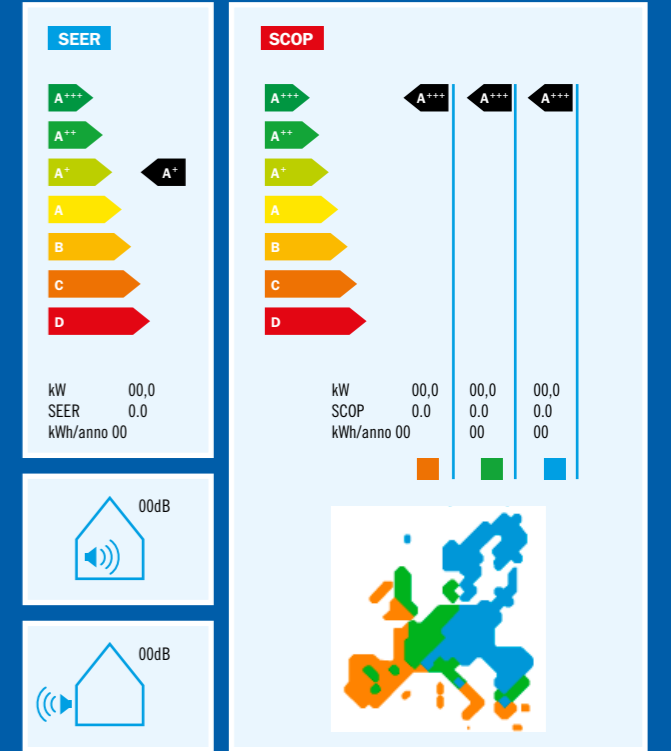 SEER
A+++
A++
A+ A+
A
B
C
D
kW 00,0
SEER 0.0
kWh/anno 00
00dB
00dB
SCOP
A+++ A+++ A+++ A+++
A++
A+
A
B
C
D
kW 00,0 00,0 00,0
SCOP 0.0 0.0 0.0
kWh/anno 00 00 00